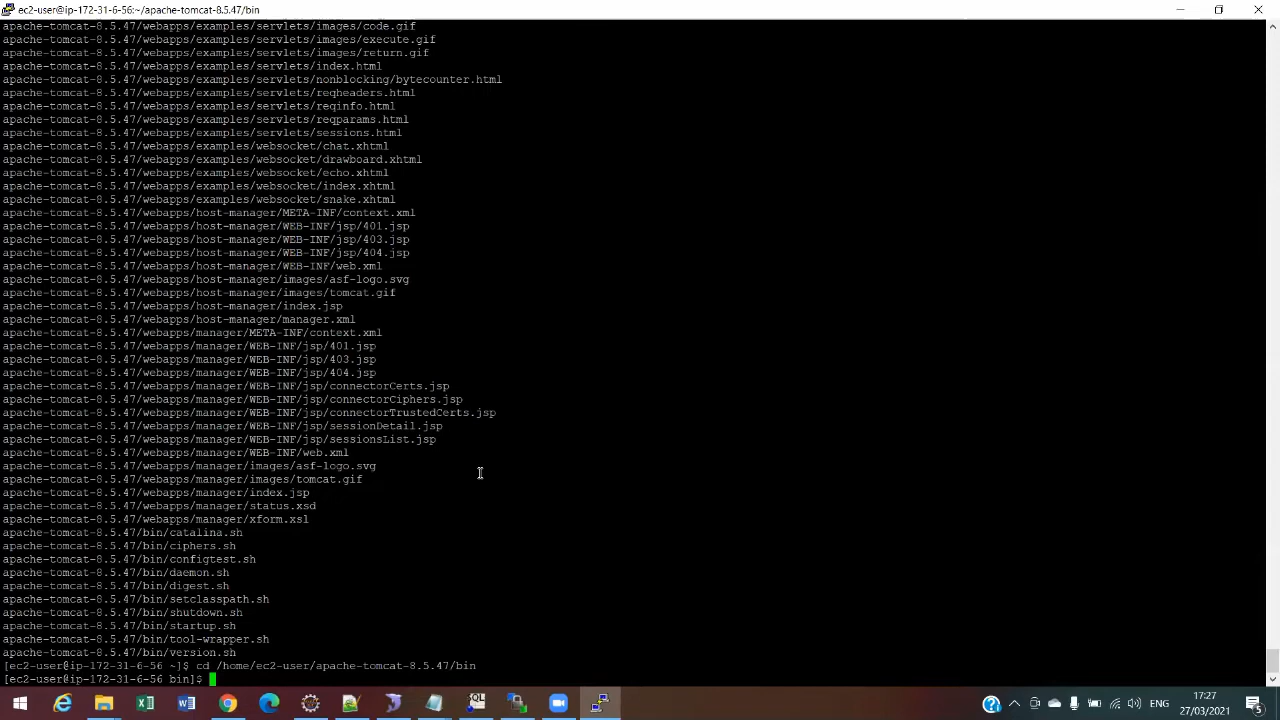 ec2-user@ip-172-31-6-56:~/apache-tomcat-8.5.47/bin
apache-tomcat-8.5.47/webapps/examples/servlets/images/code.gif
apache-tomcat-8.5.47/webapps/examples/servlets/images/execute.gif
apache-tomcat-8.5.47/webapps/examples/servlets/images/return.gif
apache-tomcat-8.5.47/webapps/examples/servlets/index.html
apache-tomcat-8.5.47/webapps/examples/servlets/nonblocking/bytecounter.html
apache-tomcat-8.5.47/webapps/examples/servlets/reqheaders.html
apache-tomcat-8.5.47/webapps/examples/servlets/reqinfo.html
apache-tomcat-8.5.47/webapps/examples/servlets/reqparams.html
apache-tomcat-8.5.47/webapps/examples/servlets/sessions.html
apache-tomcat-8.5.47/webapps/examples/websocket/chat.xhtml
apache-tomcat-8.5.47/webapps/examples/websocket/drawboard.xhtml
apache-tomcat-8.5.47/webapps/examples/websocket/echo.xhtml
apache-tomcat-8.5.47/webapps/examples/websocket/index.xhtml
apache-tomcat-8.5.47/webapps/examples/websocket/snake.xhtml
apache-tomcat-8.5.47/webapps/host-manager/META-INF/context.xml
apache-tomcat-8.5.47/webapps/host-manager/WEB-INF/jsp/401.jsp
apache-tomcat-8.5.47/webapps/host-manager/WEB-INF/jsp/403.jsp
apache-tomcat-8.5.47/webapps/host-manager/WEB-INF/jsp/404.jsp
apache-tomcat-8.5.47/webapps/host-manager/WEB-INF/web.xml
apache-tomcat-8.5.47/webapps/host-manager/images/asf-logo.svg
apache-tomcat-8.5.47/webapps/host-manager/images/tomcat.gif
apache-tomcat-8.5.47/webapps/host-manager/index.jsp
apache-tomcat-8.5.47/webapps/host-manager/manager.xml
apache-tomcat-8.5.47/webapps/manager/META-INF/context.xml
apache-tomcat-8.5.47/webapps/manager/WEB-INF/jsp/401.jsp
apache-tomcat-8.5.47/webapps/manager/WEB-INF/jsp/403.jsp
apache-tomcat-8.5.47/webapps/manager/WEB-INF/jsp/404.jsp
apache-tomcat-8.5.47/webapps/manager/WEB-INF/jsp/connectorCerts.jsp
apache-tomcat-8.5.47/webapps/manager/WEB-INF/jsp/connectorCiphers.jsp
apache-tomcat-8.5.47/webapps/manager/WEB-INF/jsp/connectorTrustedCerts.jsp
apache-tomcat-8.5.47/webapps/manager/WEB-INF/jsp/sessionDetail.jsp
apache-tomcat-8.5.47/webapps/manager/WEB-INF/jsp/sessionsList.jsp
apache-tomcat-8.5.47/webapps/manager/WEB-INF/web.xml
apache-tomcat-8.5.47/webapps/manager/images/asf-logo.svg
apache-tomcat-8.5.47/webapps/manager/images/tomcat.gif
apache-tomcat-8.5.47/webapps/manager/index.jsp
apache-tomcat-8.5.47/webapps/manager/status.xsd
apache-tomcat-8.5.47/webapps/manager/xform.xsl
apache-tomcat-8.5.47/bin/catalina.sh
apache-tomcat-8.5.47/bin/ciphers.sh
apache-tomcat-8.5.47/bin/configtest.sh
apache-tomcat-8.5.47/bin/daemon.sh
apache-tomcat-8.5.47/bin/digest.sh
apache-tomcat-8.5.47/bin/setclasspath.sh
apache-tomcat-8.5.47/bin/shutdown.sh
apache-tomcat-8.5.47/bin/startup.sh
apache-tomcat-8.5.47/bin/tool-wrapper.sh
apache-tomcat-8.5.47/bin/version.sh
[ec2-user@ip-172-31-6-56 ~]$ cd /home/ec2-user/apache-tomcat-8.5.47/bin
[ec2-user@ip-172-31-6-56 bin]$
17:27
27/03/2021